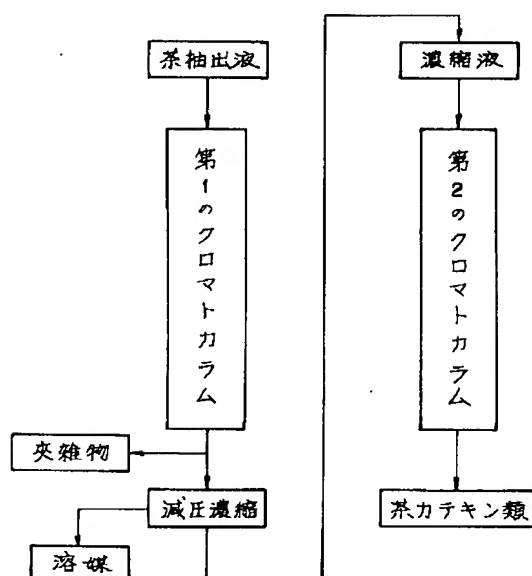 茶抽出液
第1のクロマトカラム
夾雑物
減圧濃縮
溶媒
濃縮液
第2のクロマトカラム
茶カテキン類